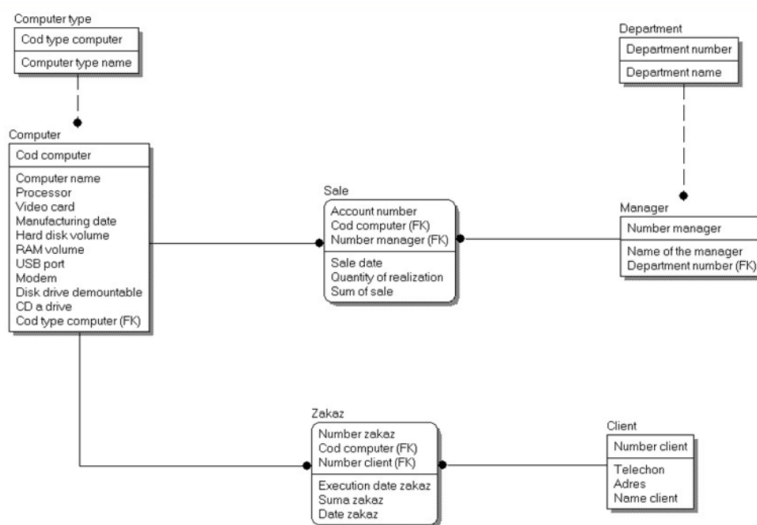 Computer type
Cod type computer
Computer type name
Department
Department number
Department name
Computer
Cod computer
Computer name
Processor
Video card
Manufacturing date
Hard disk volume
RAM volume
USB port
Modem
Disk drive demountable
CD a drive
Cod type computer (FK)
Sale
Account number
Cod computer (FK)
Number manager (FK)
Sale date
Quantity of realization
Sum of sale
Manager
Number manager
Name of the manager
Department number (FK)
Zakaz
Number zakaz
Cod computer (FK)
Number client (FK)
Execution date zakaz
Suma zakaz
Date zakaz
Client
Number client
Telechon
Adres
Name client